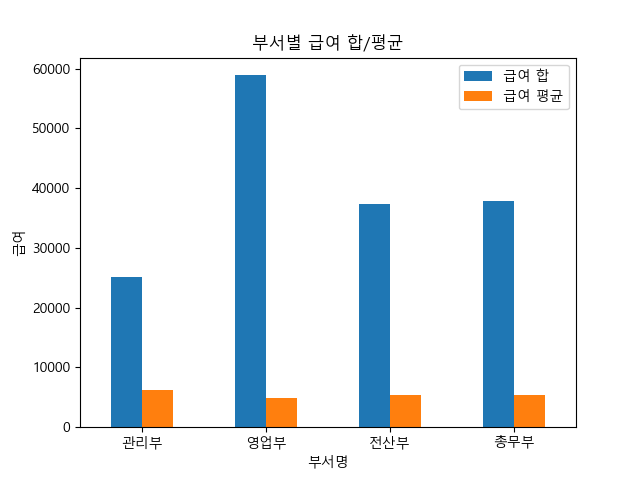 부서별 급여 합/평균
급여 합
급여 평균
급여
60000
50000
40000
30000
20000
10000
0
관리부 영업부 전산부 총무부
부서명